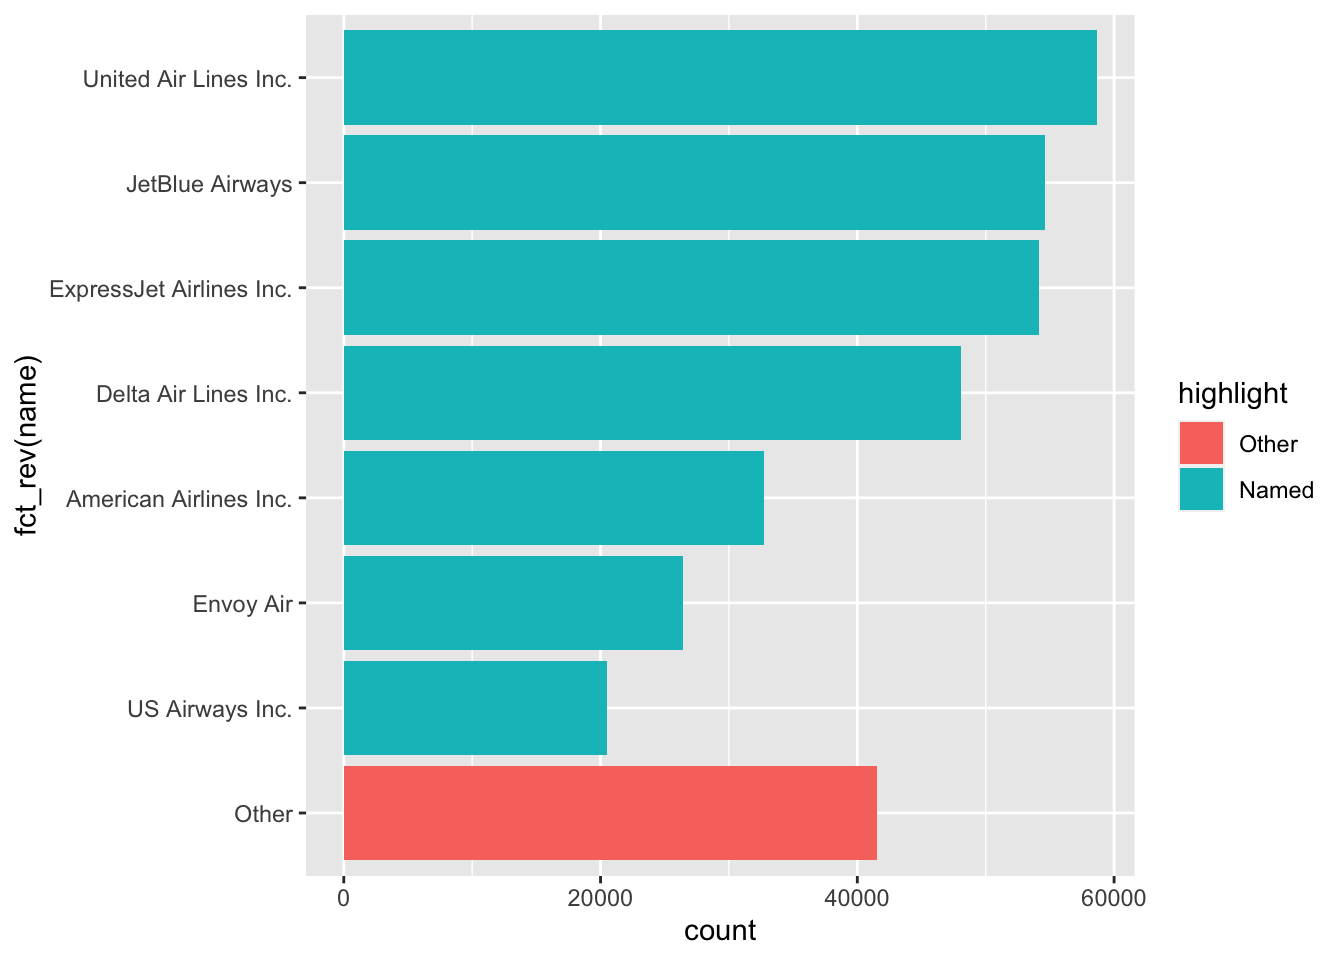 United Air Lines Inc.
JetBlue Airways
ExpressJet Airlines Inc.
Delta Air Lines Inc.
American Airlines Inc.
Envoy Air
US Airways Inc.
Other
fct_rev(name)
0 20000 40000 60000
count
highlight
Other
Named